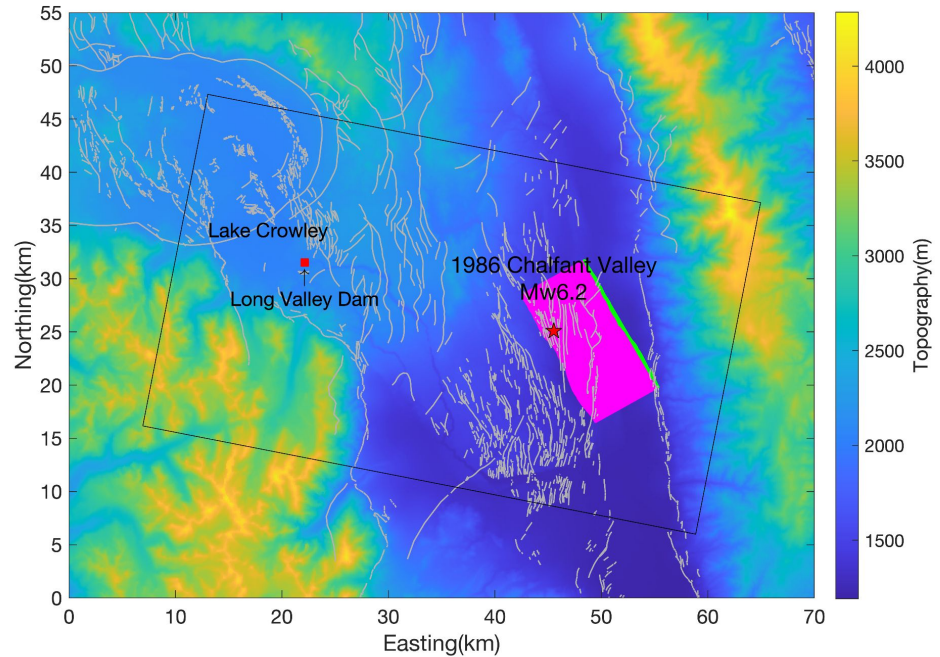 55
50
45
40
35
30
25
20
15
10
5
0
Northing(km)
Lake Crowley
Long Valley Dam
1986 Chalfant Valley
Mw6.2
0 10 20 30 40 50 60 70
Easting(km)
4000
3500
3000
2500
2000
1500
Topography(m)